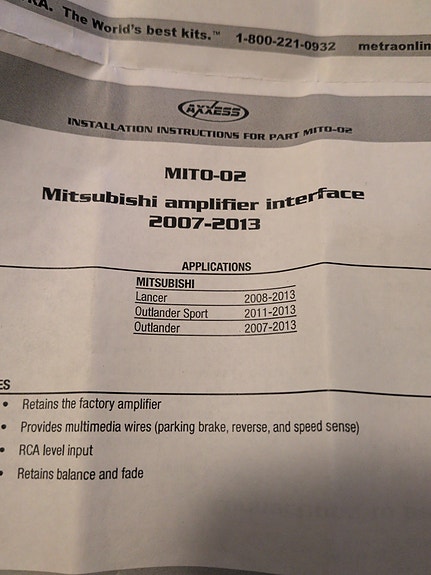 The World's best kits.™ 1-800-221-0932
AXXESS
INSTALLATION INSTRUCTIONS FOR PART MITO-02
MITO-02
Mitsubishi amplifier interface
2007-2013
APPLICATIONS
MITSUBISHI
Lancer 2008-2013
Outlander Sport 2011-2013
Outlander 2007-2013
• Retains the factory amplifier
• Provides multimedia wires (parking brake, reverse, and speed sense)
• RCA level input
• Retains balance and fade